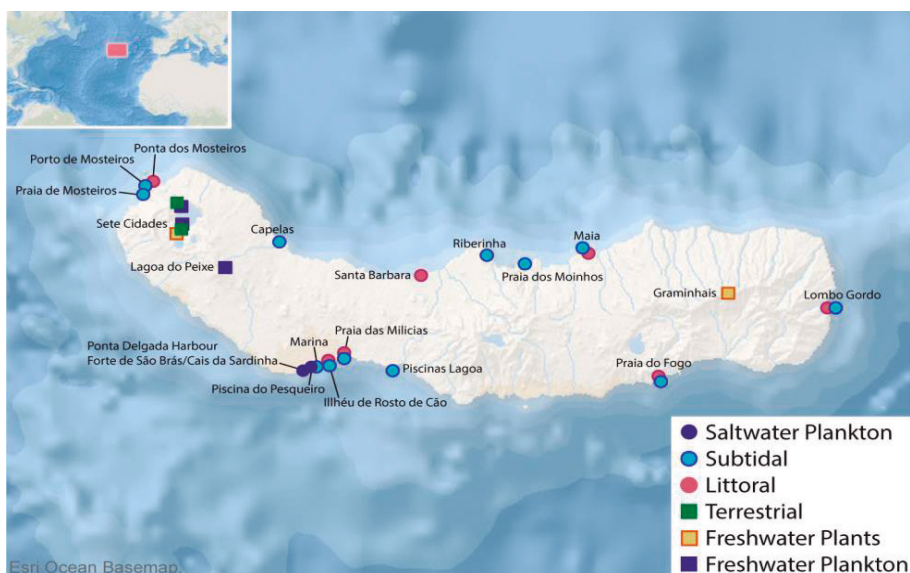 Ponta dos Mosteiros
Porto de Mosteiros
Praia de Mosteiros
Sete Cidades
Capelas
Lagoa do Peixe
Santa Barbara
Riberinha
Maia
Praia dos Moinhos
Graminhais
Lombo Gordo
Praia das Milicias
Ponta Delgada Harbour
Marina
Forte de São Brás/Cais da Sardinha
Piscina do Pesqueiro
Piscinas Lagoa
Illhéu de Rosto de Cão
Praia do Fogo
Saltwater Plankton
Subtidal
Littoral
Terrestrial
Freshwater Plants
Freshwater Plankton
Esri Ocean Basemap.